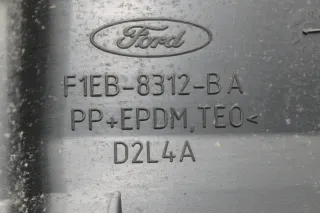 Ford
F1EB-8312-BA
PP+EPDM,TEO<
D2L4A